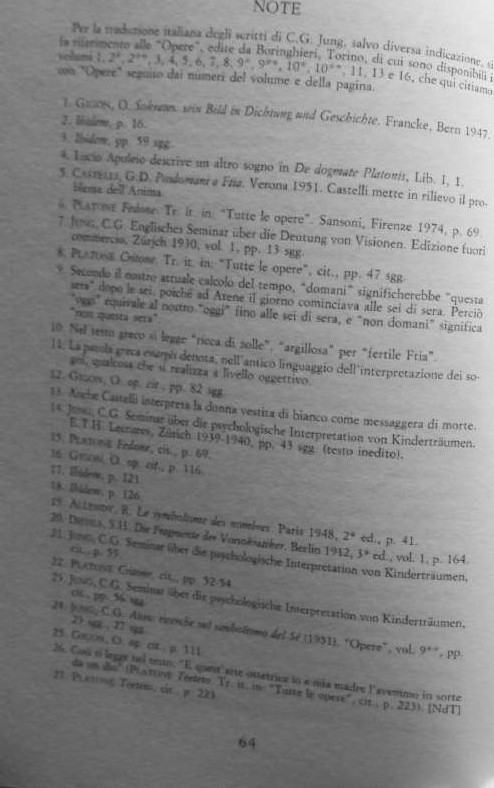 NOTE
Per la traduzione italiana degli scritti di C.G. Jung, salvo diversa indicazione, si
fa riferimento alle "Opere", edite da Boringhieri, Torino, di cui sono disponibili i
volumi 1, 2*, 2**, 3, 4, 5, 6, 7, 8, 9*, 9**, 10*, 10**, 11, 13 e 16, che qui citiamo
con "Opere" seguito dai numeri del volume e della pagina.
1. GIGON, O. Sokrates. sein Bild in Dichtung und Geschichte. Francke, Bern 1947.
2. Ibidem, p. 16.
3. Ibidem, pp. 59 sgg.
4. Lucio Apuleio descrive un altro sogno in De dogmate Platonis, Lib. I, 1.
5. CASTELLI, G.D. Posdomani a Ftia. Verona 1951. Castelli mette in rilievo il pro-
blema dell'Anima.
6. PLATONE Fedone. Tr. it. in: "Tutte le opere". Sansoni, Firenze 1974, p. 69.
7. JUNG, C.G. Englisches Seminar über die Deutung von Visionen. Edizione fuori
commercio, Zürich 1930, vol. 1, pp. 13 sgg.
8. PLATONE Critone. Tr. it. in: "Tutte le opere", cit., pp. 47 sgg.
9. Secondo il nostro attuale calcolo del tempo, "domani" significherebbe "questa
sera" dopo le sei, poiché ad Atene il giorno cominciava alle sei di sera. Perciò
"oggi" equivale al nostro "oggi" fino alle sei di sera, e "non domani" significa
"non questa sera".
10. Nel testo greco si legge "ricca di zolle", "argillosa" per "fertile Ftia".
11. La parola greca enargés denota, nell'antico linguaggio dell'interpretazione dei so-
gni, qualcosa che si realizza a livello oggettivo.
12. GIGON, O. op. cit., pp. 82 sgg.
13. Anche Castelli interpreta la donna vestita di bianco come messaggera di morte.
14. JUNG, C.G. Seminar über die psychologische Interpretation von Kinderträumen.
E.T.H. Lectures, Zürich 1939-1940, pp. 43 sgg. (testo inedito).
15. PLATONE Fedone, cit., p. 69.
16. GIGON, O. op. cit., p. 116.
17. Ibidem, p. 121.
18. Ibidem, p. 126.
19. ALLENDY, R. Le symbolisme des nombres. Paris 1948, 2ª ed., p. 41.
20. DIEHLS, S.H. Die Fragmente der Vorsokratiker. Berlin 1912, 3ª ed., vol. 1, p. 164.
21. JUNG, C.G. Seminar über die psychologische Interpretation von Kinderträumen,
cit., p. 55.
22. PLATONE Critone, cit., pp. 52-54.
23. JUNG, C.G. Seminar über die psychologische Interpretation von Kinderträumen,
cit., pp. 56 sgg.
24. JUNG, C.G. Aion: ricerche sul simbolismo del Sé (1951). "Opere", vol. 9**, pp.
23 sgg., 27 sgg.
25. GIGON, O. op. cit., p. 111.
26. Così si legge nel testo: "E quest'arte ostetrica io e mia madre l'avemmo in sorte
da un dio" (PLATONE Teeteto. Tr. it. in: "Tutte le opere", cit., p. 223). [NdT]
27. PLATONE Teeteto, cit., p. 223.
64